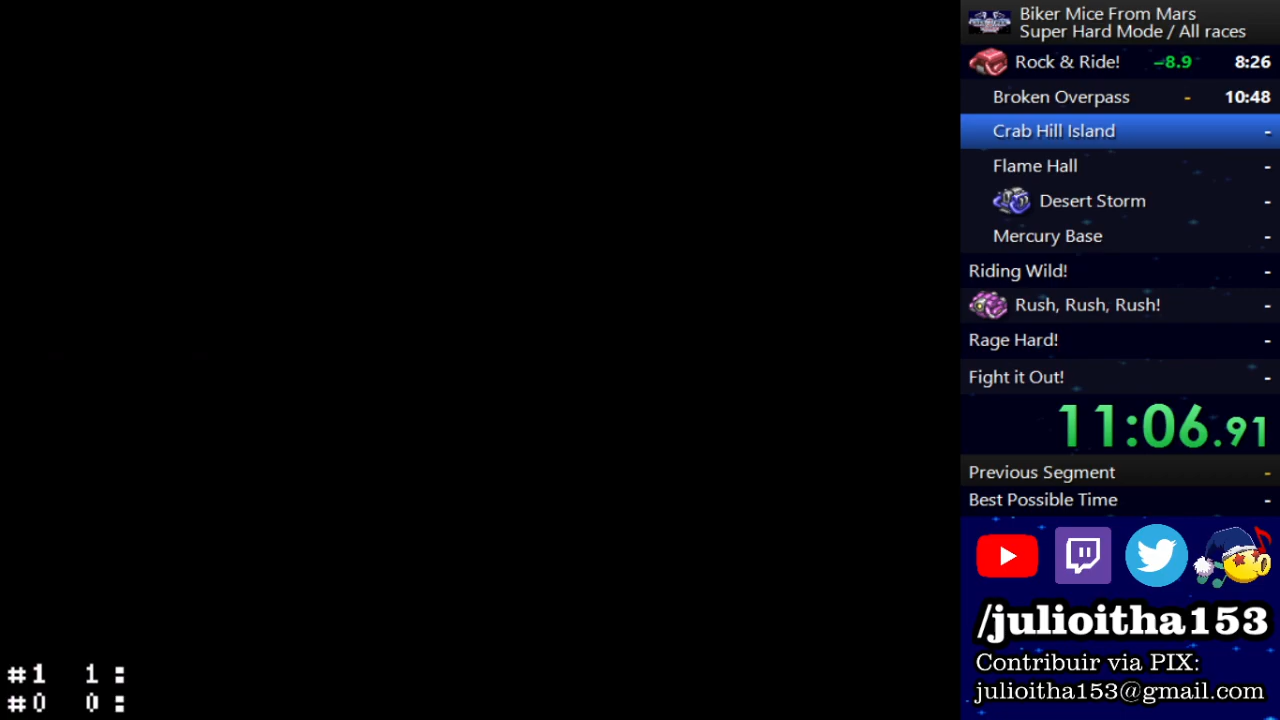 Biker Mice From Mars
Super Hard Mode / All races
Rock & Ride! −8.9 8:26
Broken Overpass - 10:48
Crab Hill Island -
Flame Hall -
Desert Storm -
Mercury Base -
Riding Wild! -
Rush, Rush, Rush! -
Rage Hard! -
Fight it Out! -
11:06.91
Previous Segment -
Best Possible Time -
/julioitha153
Contribuir via PIX:
julioitha153@gmail.com
#1 1:
#0 0: